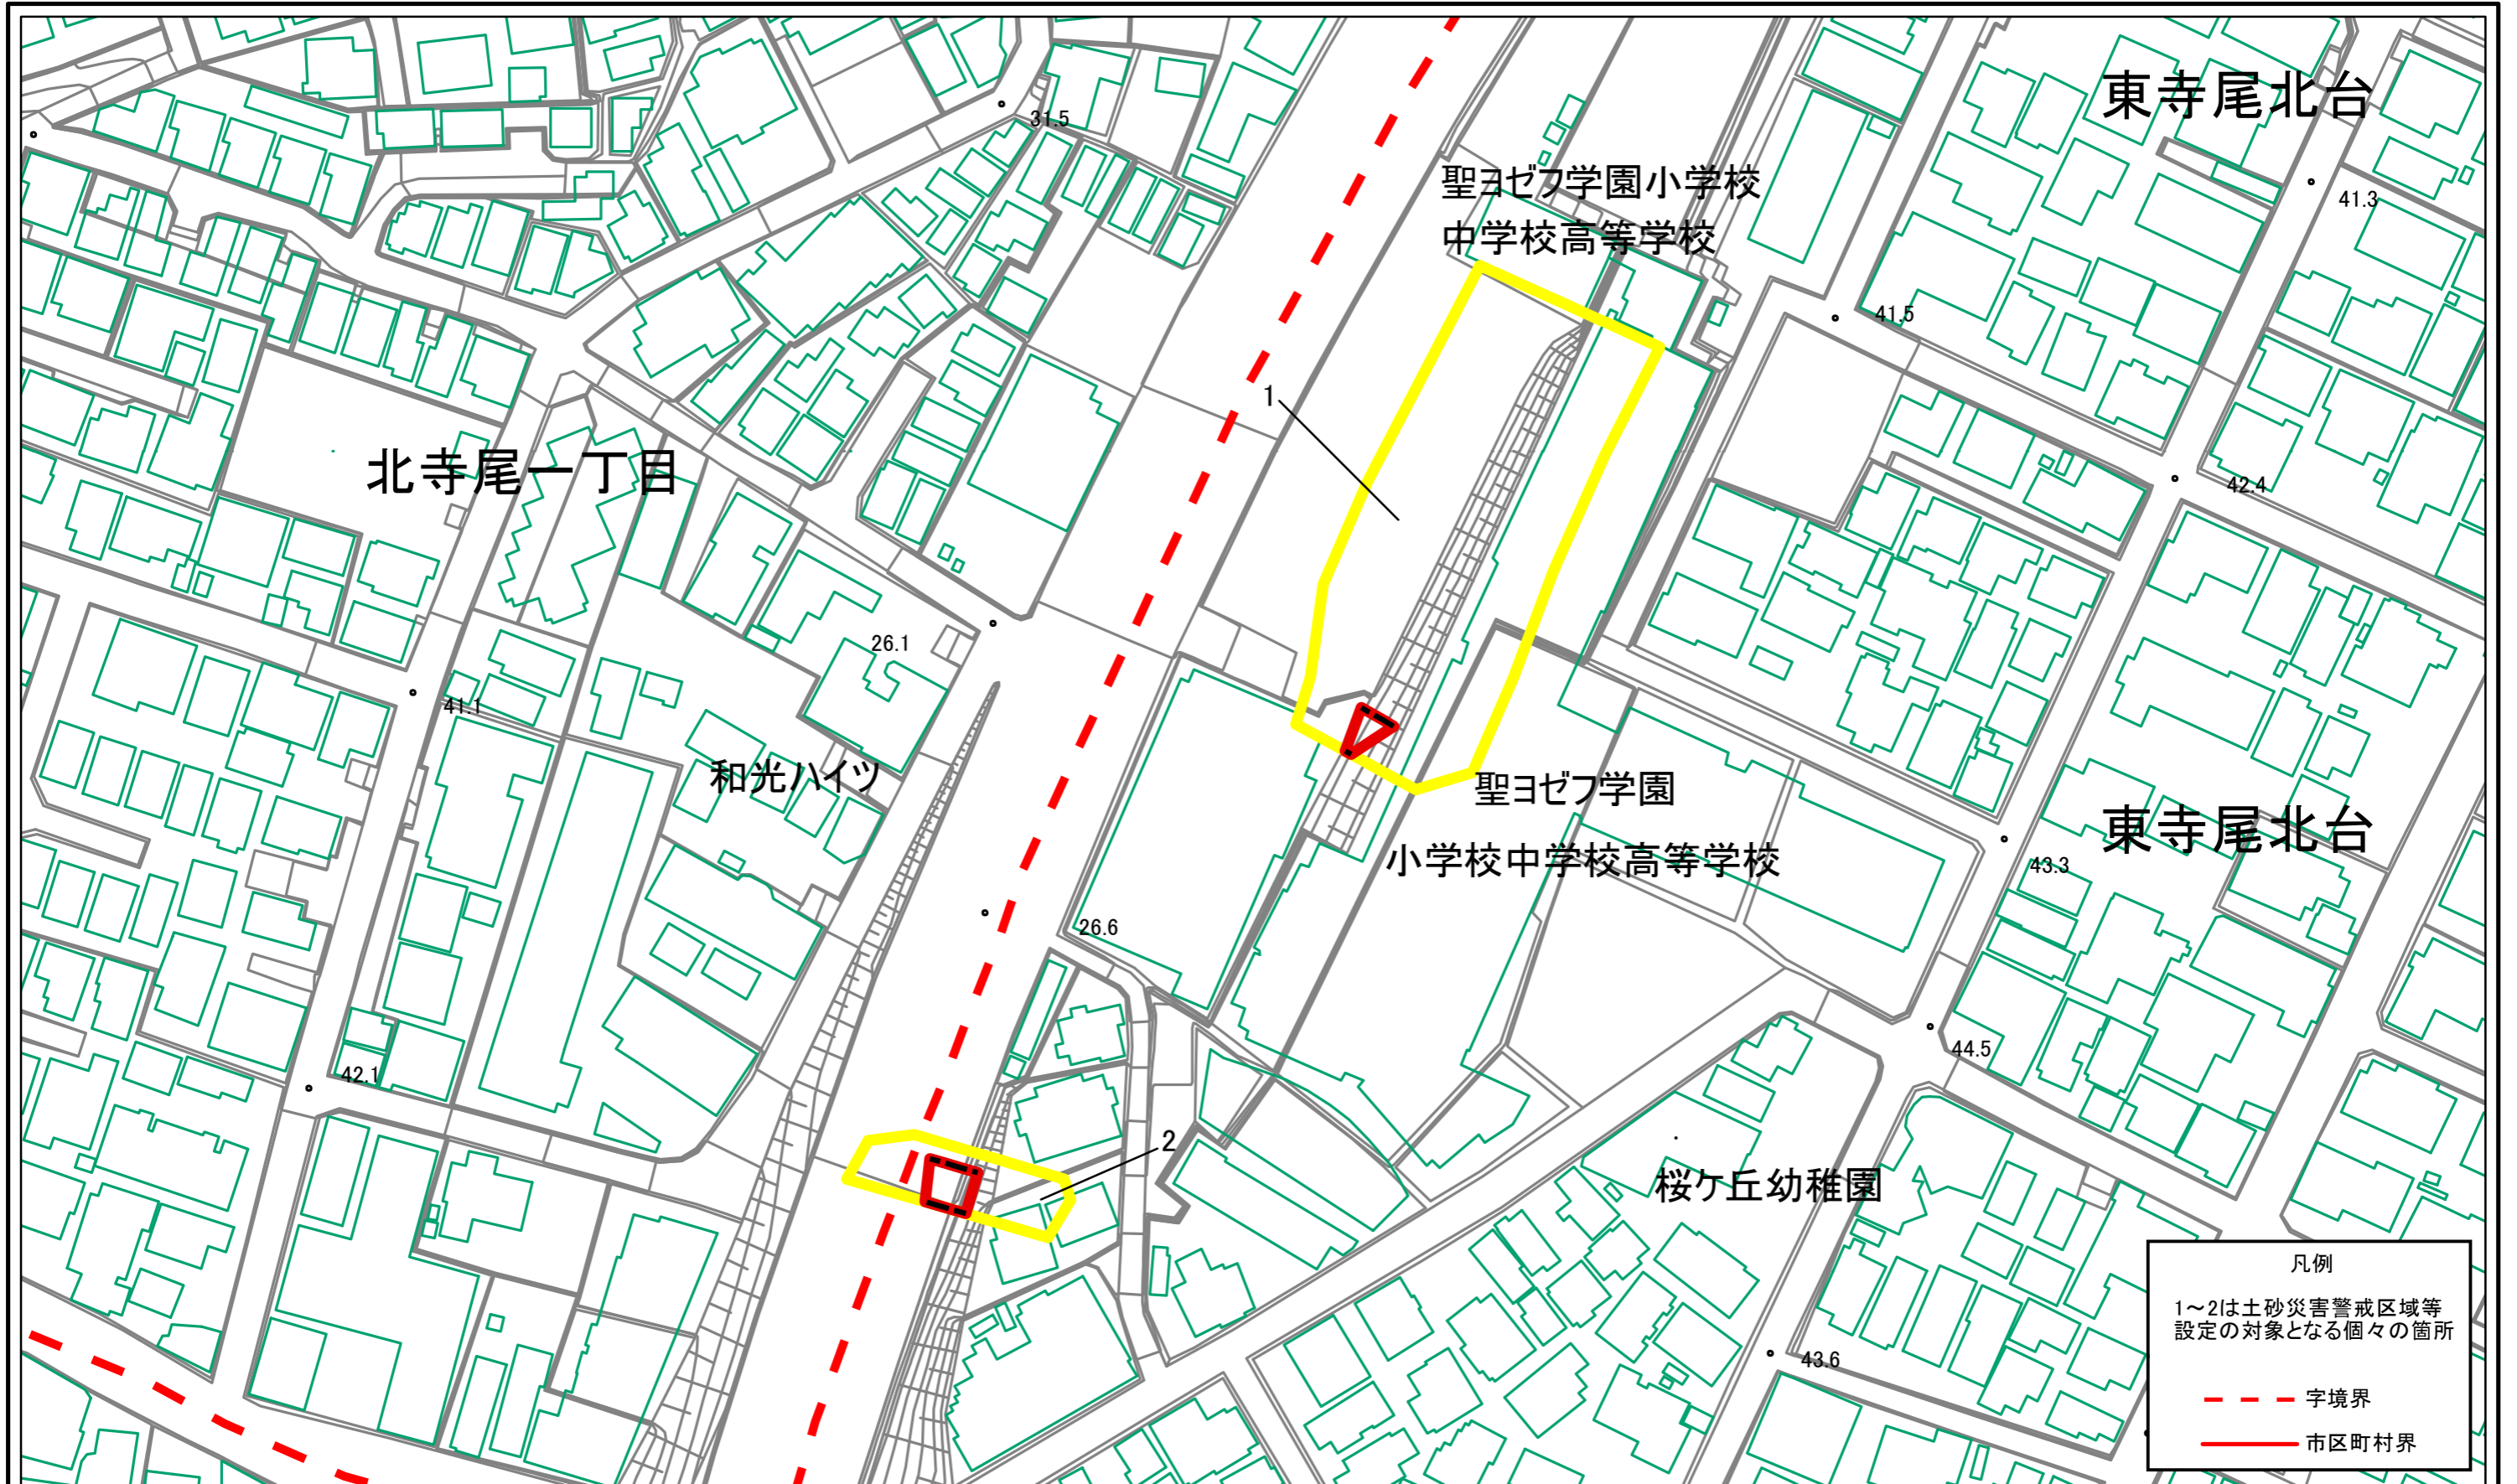 東寺尾北台
31.5
聖ヨゼフ学園小学校
中学校高等学校
41.3
41.5
1
北寺尾一丁目
42.4
26.1
41.1
和光ハイツ
聖ヨゼフ学園
小学校中学校高等学校
東寺尾北台
43.3
26.6
44.5
42.1
2
桜ケ丘幼稚園
43.6
凡例
1～2は土砂災害警戒区域等
設定の対象となる個々の箇所
字境界
市区町村界